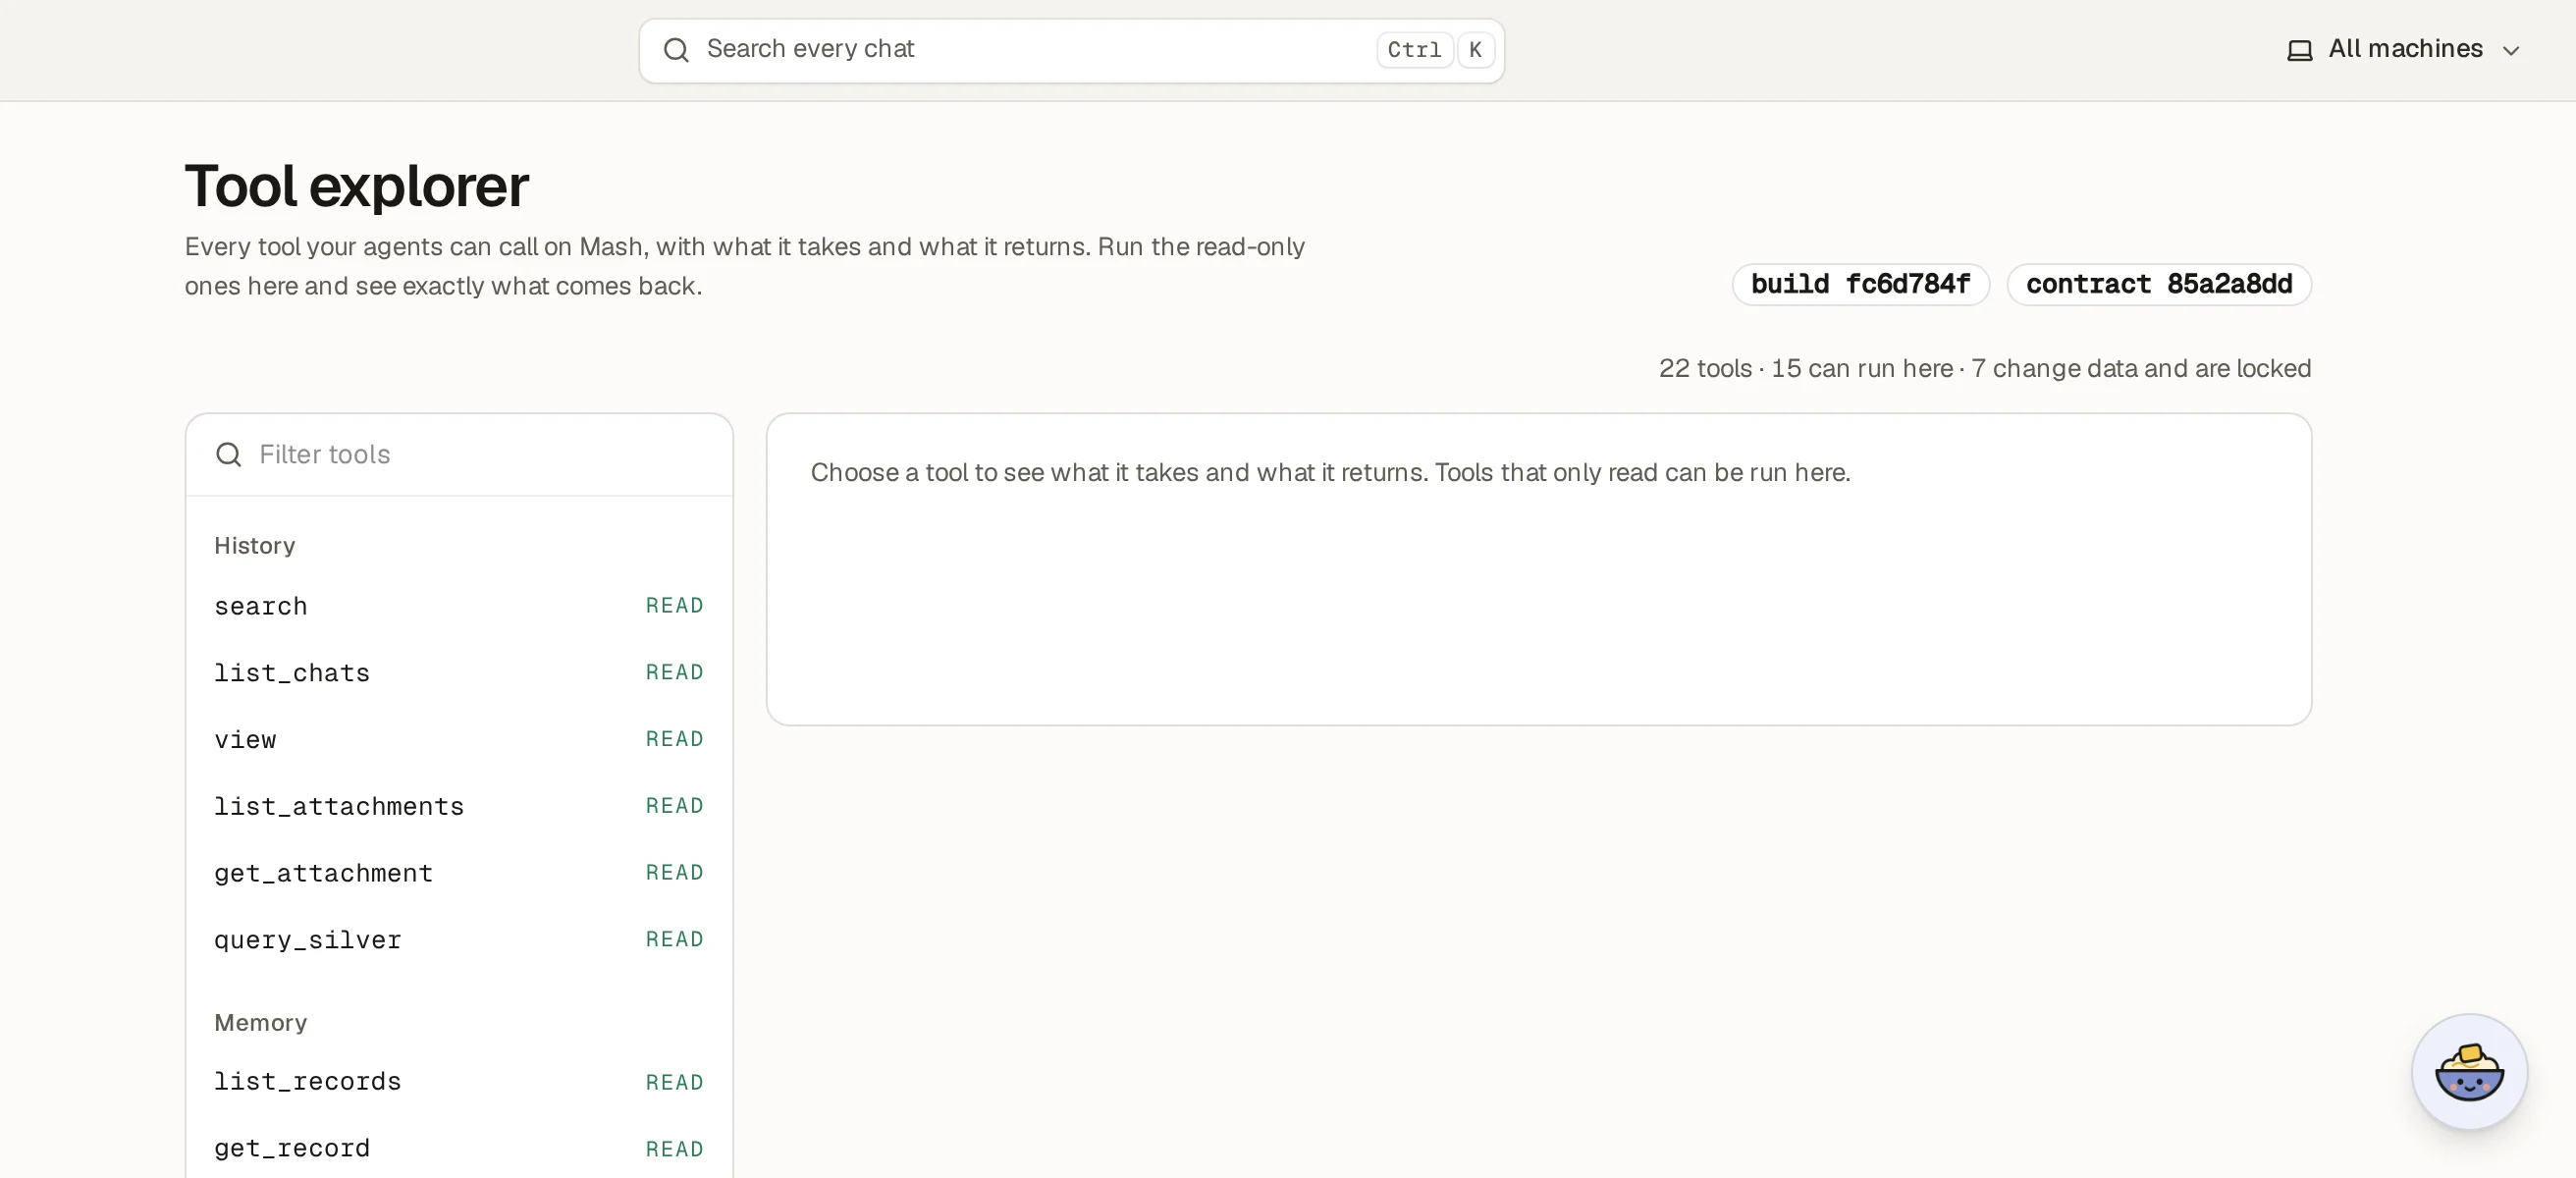 Search every chat
Ctrl K
All machines
Tool explorer
Every tool your agents can call on Mash, with what it takes and what it returns. Run the read-only
ones here and see exactly what comes back.
build fc6d784f
contract 85a2a8dd
22 tools · 15 can run here · 7 change data and are locked
Filter tools
Choose a tool to see what it takes and what it returns. Tools that only read can be run here.
History
search READ
list_chats READ
view READ
list_attachments READ
get_attachment READ
query_silver READ
Memory
list_records READ
get_record READ